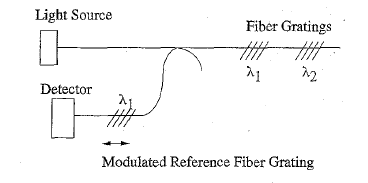 Light Source
Fiber Gratings
λ1
λ2
Detector
λ1
Modulated Reference Fiber Grating